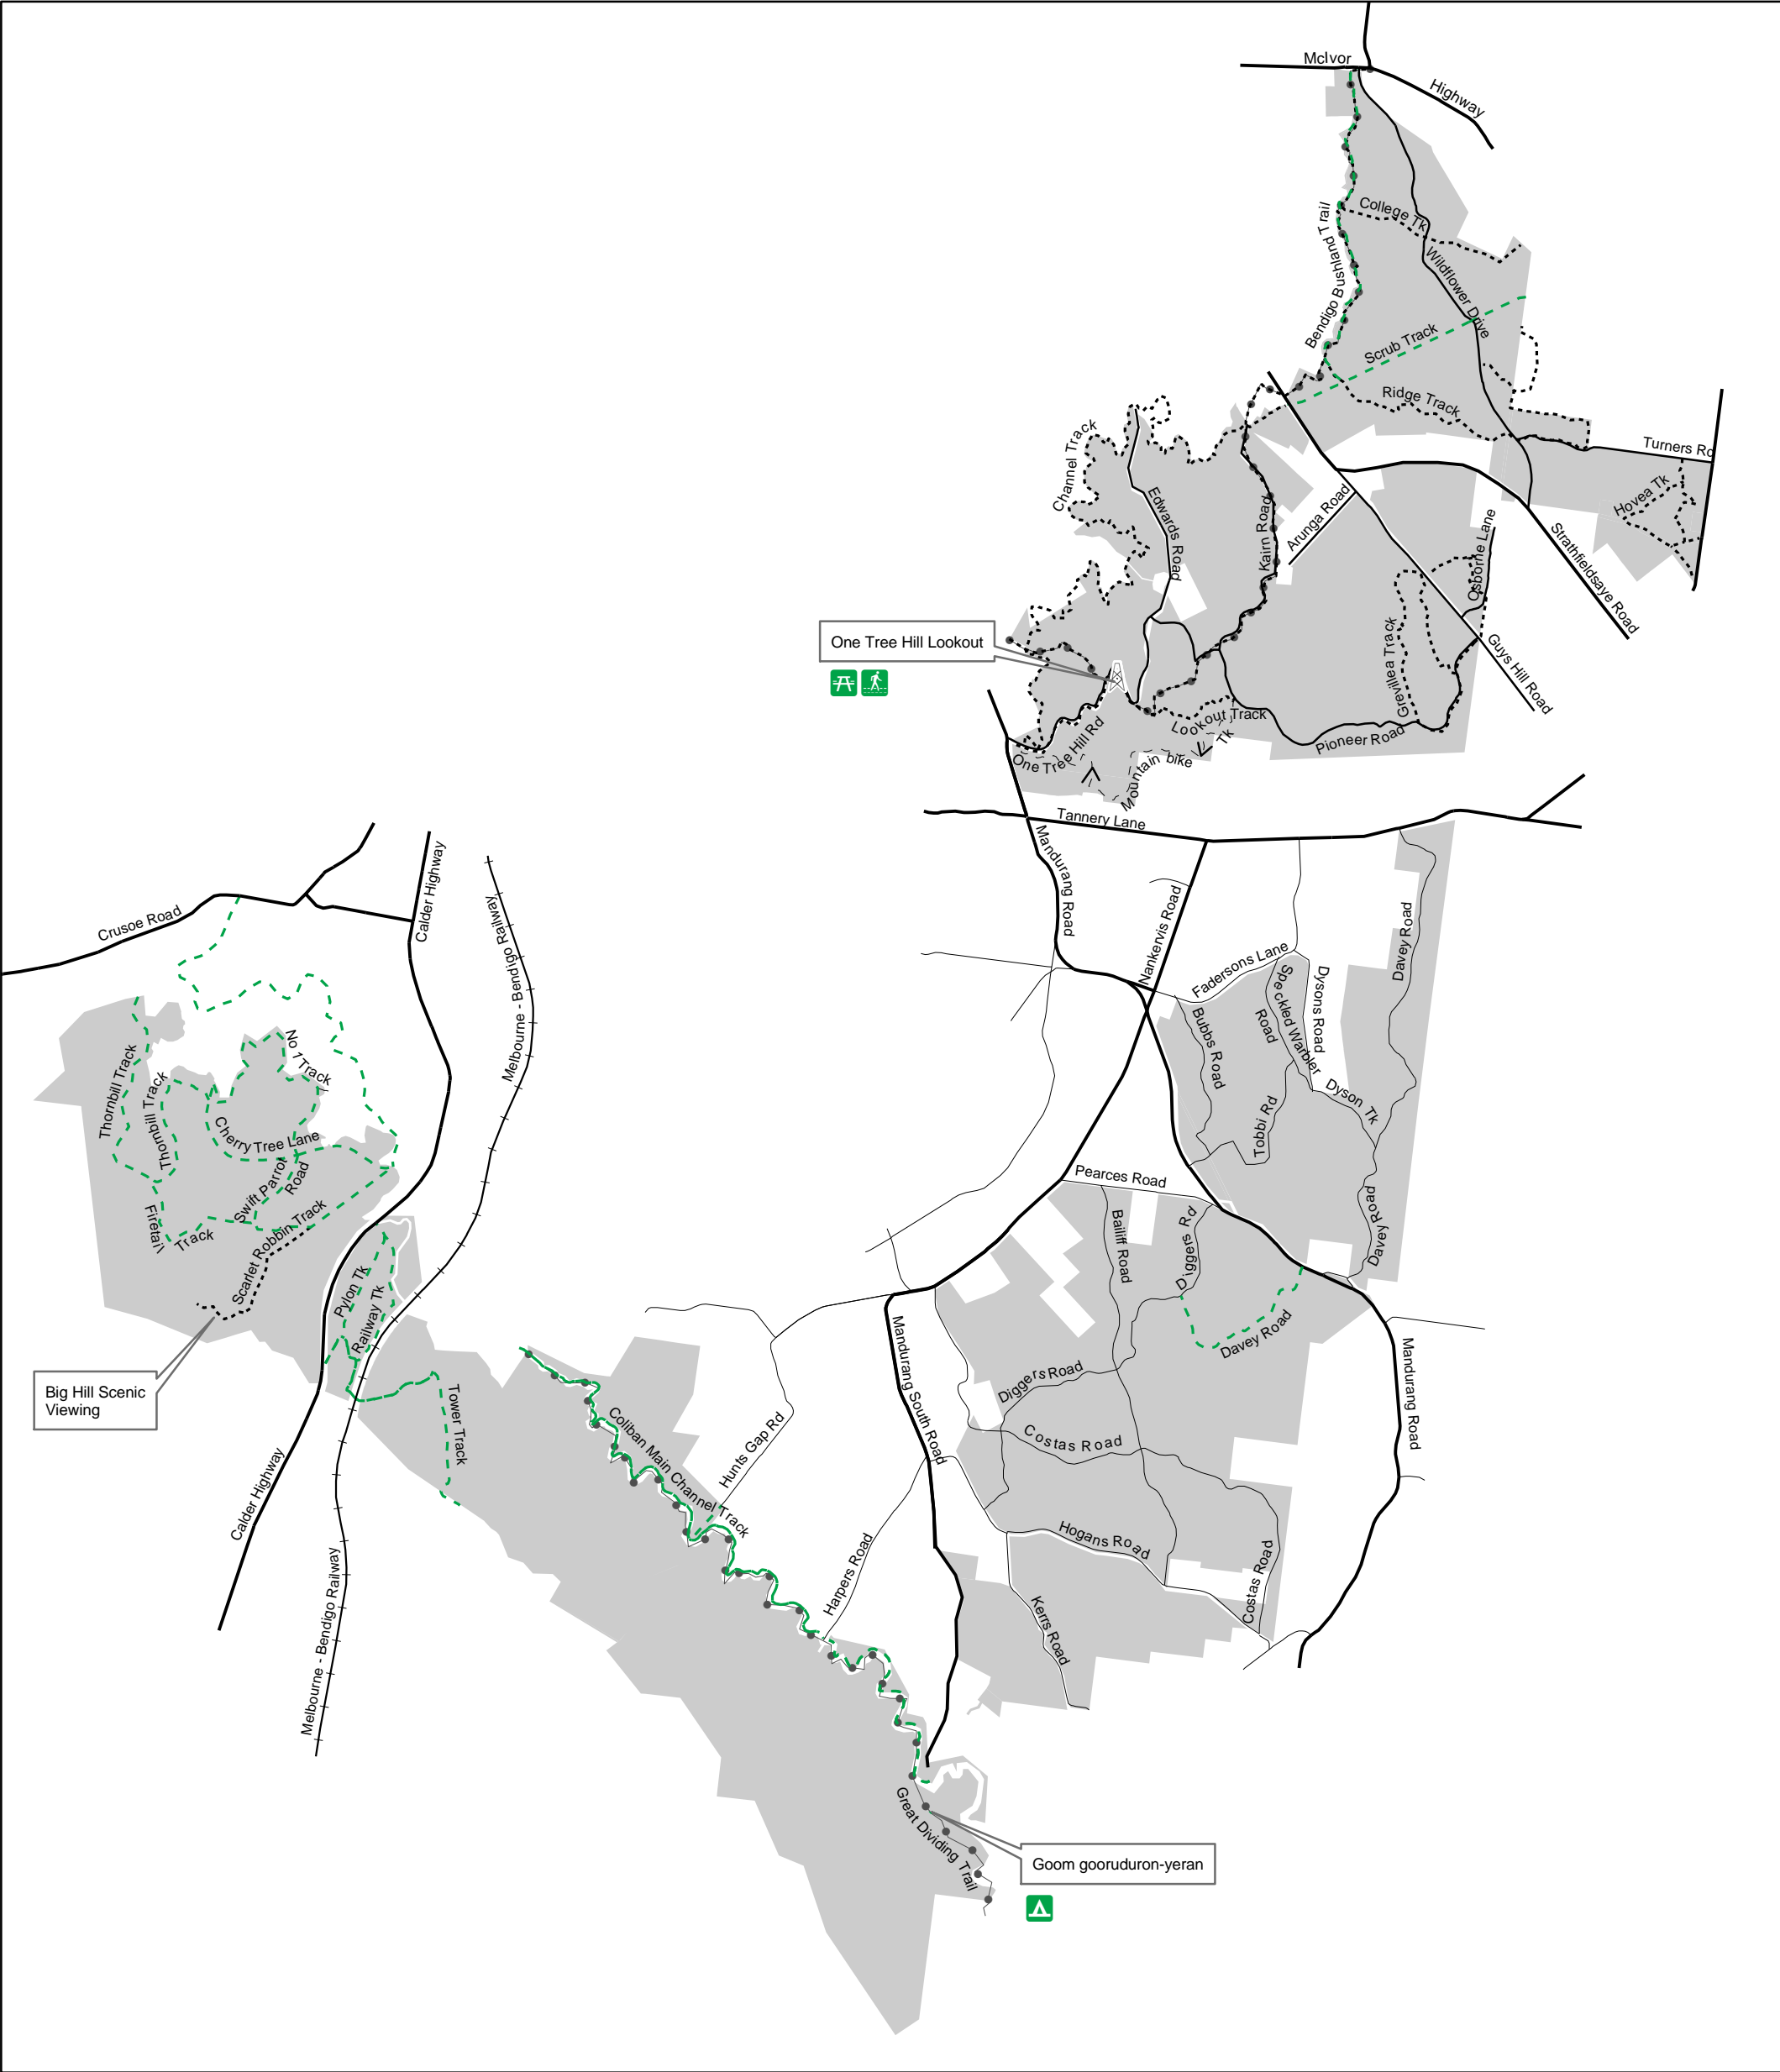 McIvor
Highway
College Tk
Bendigo Bushland Trail
Wildflower Drive
Scrub Track
Ridge Track
Turners Rd
Channel Track
Hovea Tk
Edwards Road
Kairn Road
Arunga Road
Osborne Lane
Strathfieldsaye Road
One Tree Hill Lookout
Grevillea Track
Guys Hill Road
Lookout Track
One Tree Hill Rd
Pioneer Road
Mountain bike Tk
Tannery Lane
Mandurang Road
Calder Highway
Crusoe Road
Melbourne - Bendigo Railway
Nankervis Road
Davey Road
Fadersons Lane
Speckled Warbler
Road
Dysons Road
Bubbs Road
No 1 Track
Thornbill Track
Thornbill Track
Dyson Tk
Tobbi Rd
Cherry Tree Lane
Swift Parrot
Road
Pearces Road
Firetail
Track
Scarlet Robbin Track
Bailiff Road
Diggers Rd
Davey Road
Pylon Tk
Railway Tk
Davey Road
Mandurang South Road
Mandurang Road
Big Hill Scenic
Viewing
Tower Track
Diggers Road
Coliban Main Channel Track
Hunts Gap Rd
Costas Road
Calder Highway
Harpers Road
Hogans Road
Costas Road
Melbourne - Bendigo Railway
Kerrs Road
Great Dividing Trail
Goom gooruduron-yeran